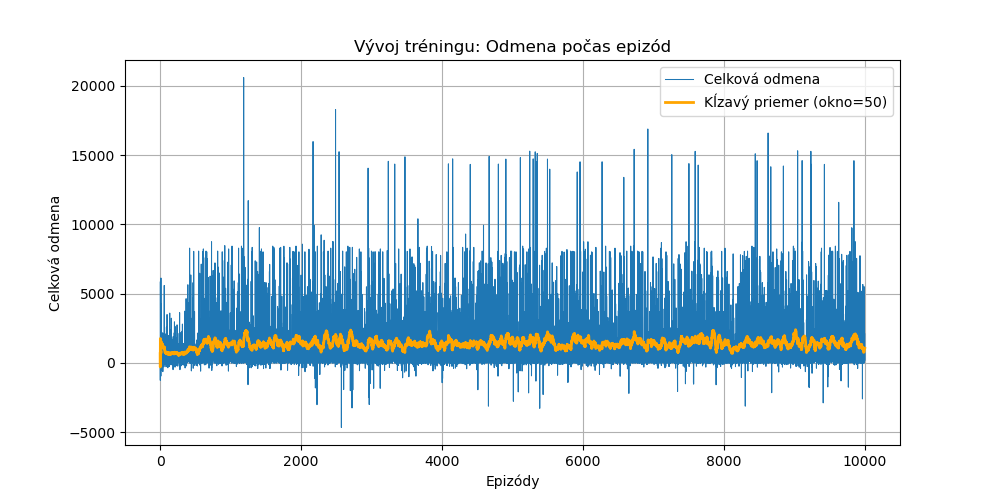 Vývoj tréningu: Odmena počas epizód
Celková odmena
Kĺzavý priemer (okno=50)
20000
15000
10000
5000
0
−5000
Celková odmena
0
2000
4000
6000
8000
10000
Epizódy